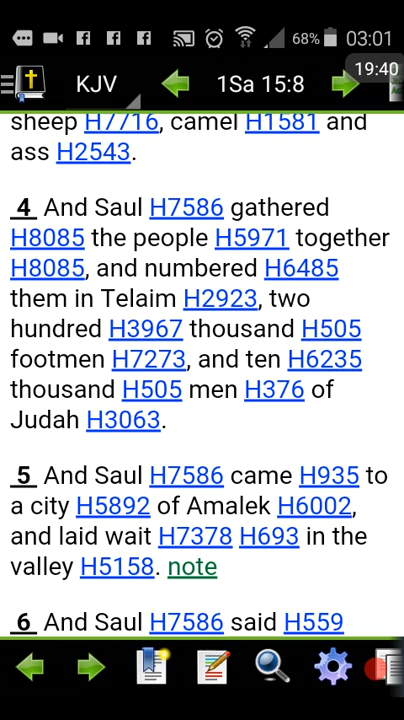 68% 03:01
19:40
KJV 1Sa 15:8
sheep H7716, camel H1581 and
ass H2543.
4 And Saul H7586 gathered
H8085 the people H5971 together
H8085, and numbered H6485
them in Telaim H2923, two
hundred H3967 thousand H505
footmen H7273, and ten H6235
thousand H505 men H376 of
Judah H3063.
5 And Saul H7586 came H935 to
a city H5892 of Amalek H6002,
and laid wait H7378 H693 in the
valley H5158. note
6 And Saul H7586 said H559